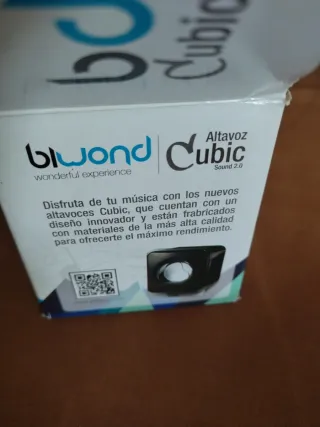 Cubic
biwond
wonderful experience
Altavoz
Cubic
Sound 2.0
Disfruta de tu música con los nuevos
altavoces Cubic, que cuentan con un
diseño innovador y están frabricados
con materiales de la más alta calidad
para ofrecerte el máximo rendimiento.